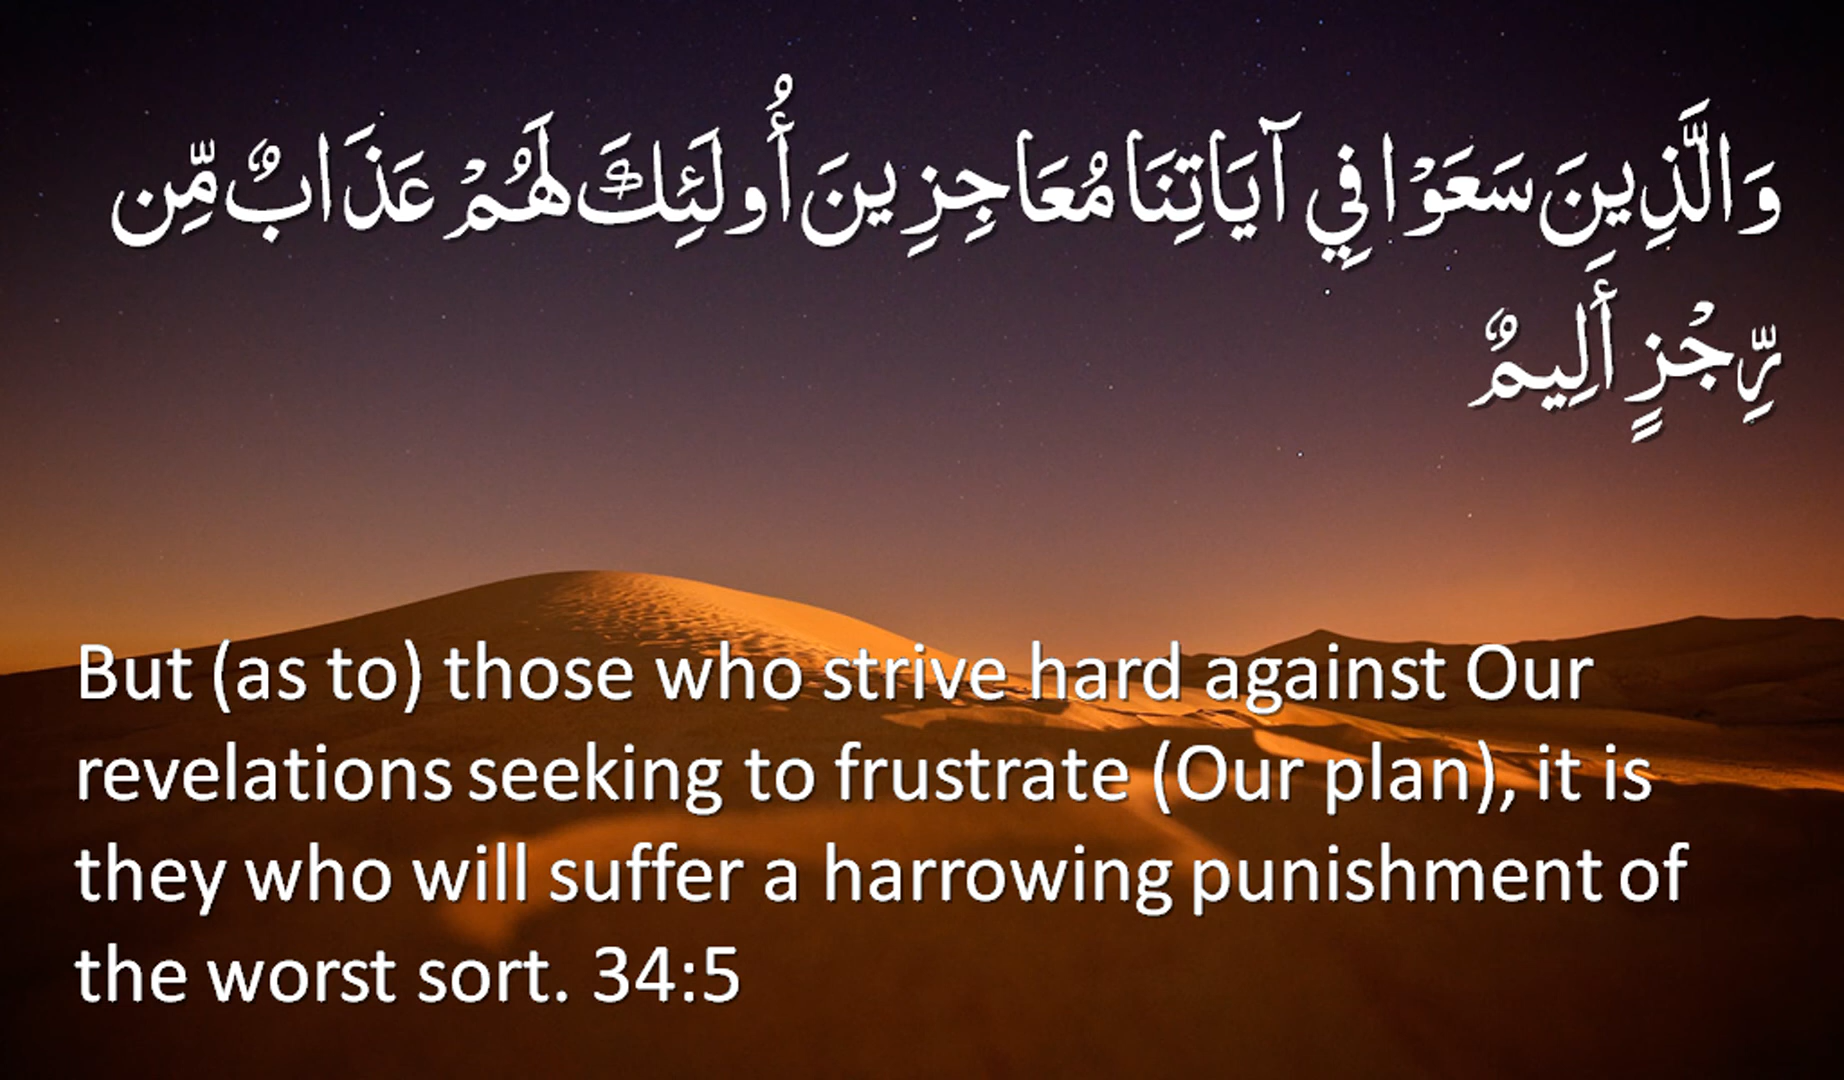 وَالَّذِينَ سَعَوْا فِي آيَاتِنَا مُعَاجِزِينَ أُولَئِكَ لَهُمْ عَذَابٌ مِّن
رِّجْزٍ أَلِيمٌ
But (as to) those who strive hard against Our
revelations seeking to frustrate (Our plan), it is
they who will suffer a harrowing punishment of
the worst sort. 34:5